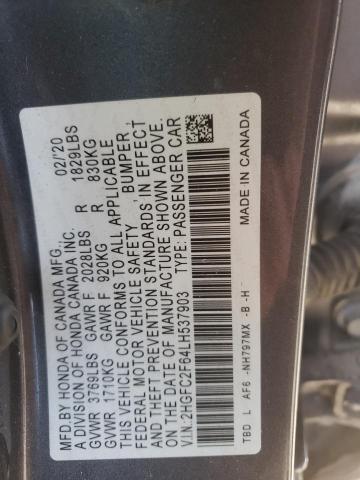 MFD.BY HONDA OF CANADA MFG. 02/'20
A DIVISION OF HONDA CANADA INC.
GVWR 3769LBS GAWR F 2028LBS R 1829LBS
GVWR 1710KG GAWR F 920KG R 830KG
THIS VEHICLE CONFORMS TO ALL APPLICABLE
FEDERAL MOTOR VEHICLE SAFETY, BUMPER,
AND THEFT PREVENTION STANDARDS IN EFFECT
ON THE DATE OF MANUFACTURE SHOWN ABOVE.
V.I.N: 2HGFC2F64LH537903 TYPE: PASSENGER CAR
TBD L AF6 -NH797MX -B -H MADE IN CANADA